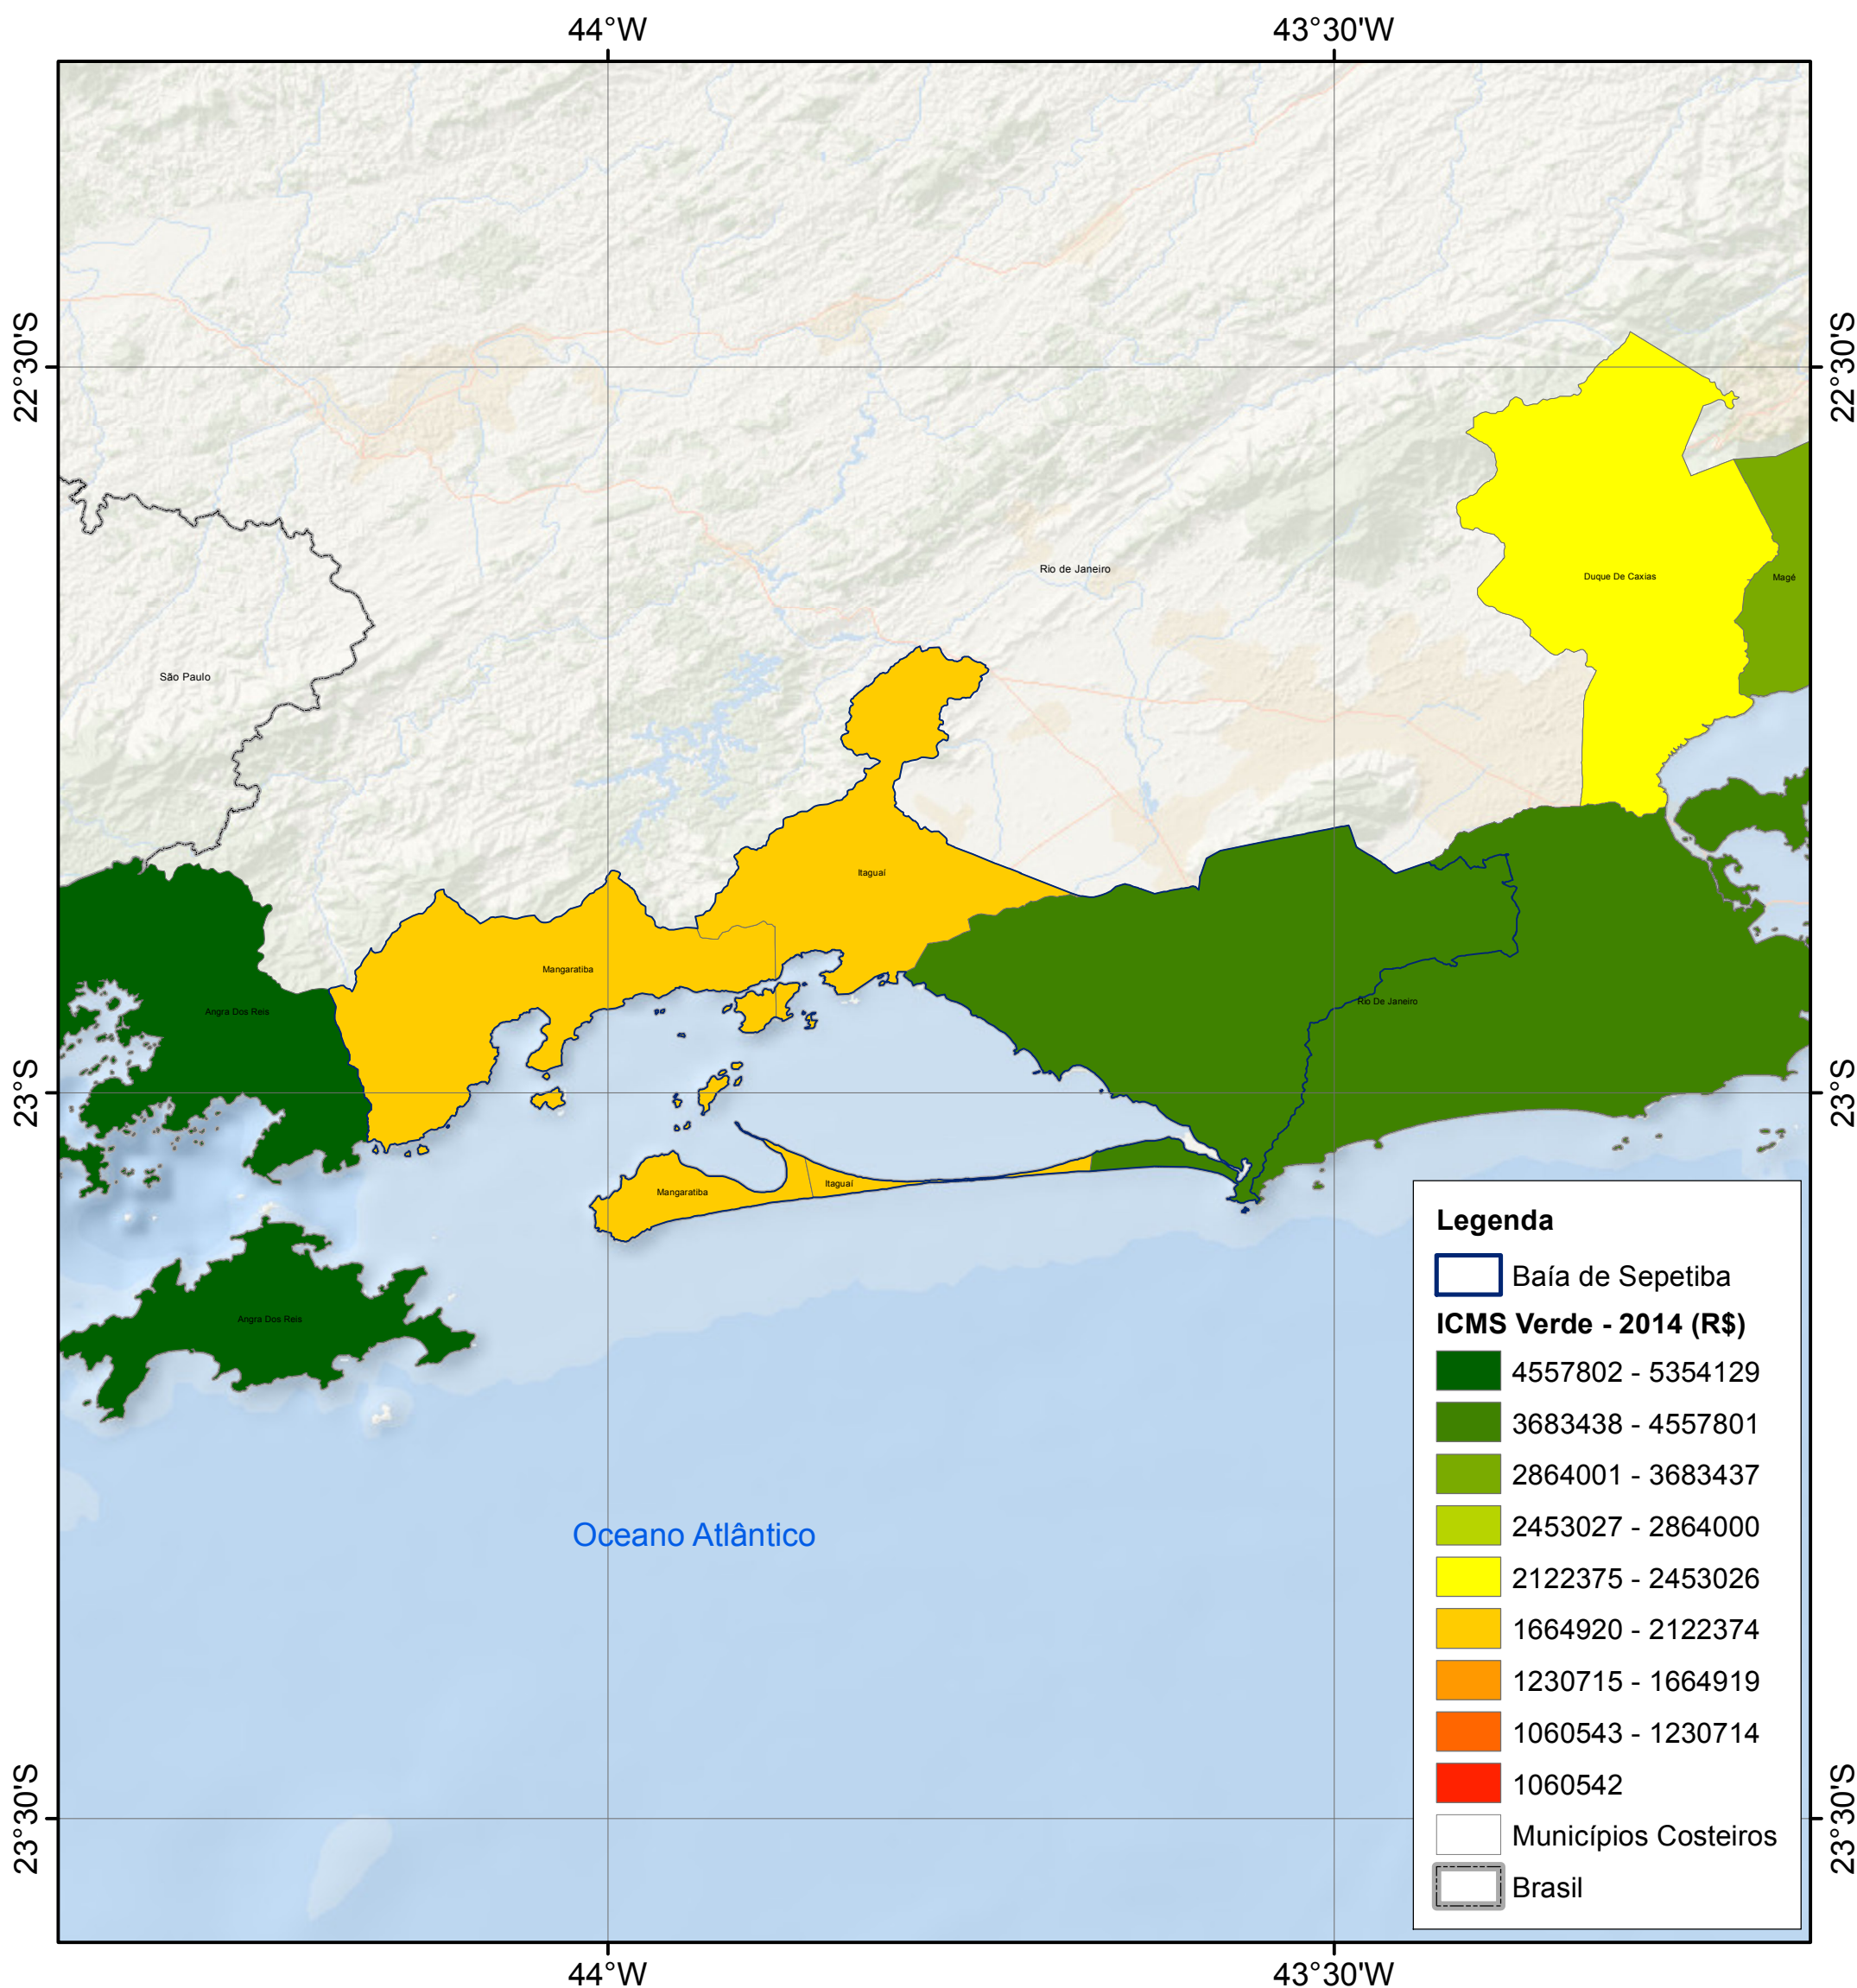 44°W
43°30'W
22°30'S
22°30'S
Rio de Janeiro
Duque De Caxias
Magé
São Paulo
Itaguaí
Mangaratiba
Rio De Janeiro
Angra Dos Reis
23°S
23°S
Mangaratiba
Itaguaí
Angra Dos Reis
Oceano Atlântico
Legenda
Baía de Sepetiba
ICMS Verde - 2014 (R$)
4557802 - 5354129
3683438 - 4557801
2864001 - 3683437
2453027 - 2864000
2122375 - 2453026
1664920 - 2122374
1230715 - 1664919
1060543 - 1230714
1060542
Municípios Costeiros
Brasil
23°30'S
23°30'S
44°W
43°30'W